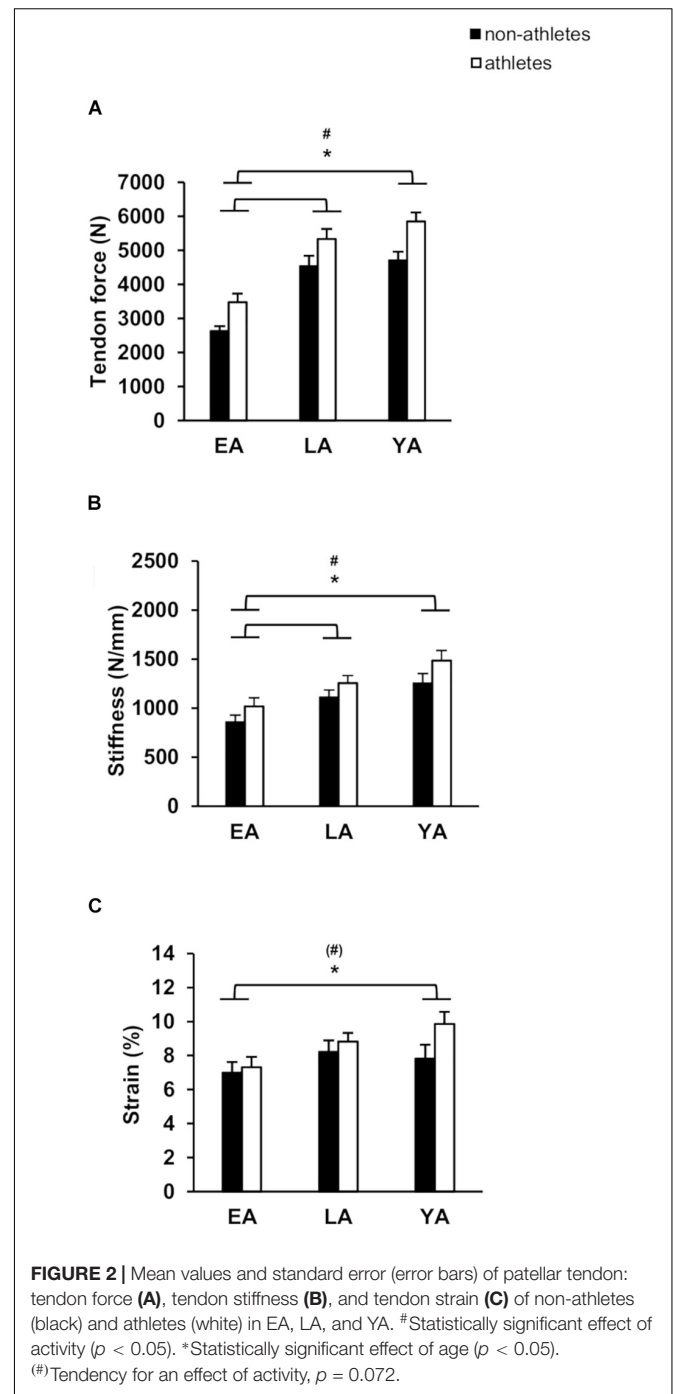 ■ non-athletes
□ athletes
A
#
*
7000
6000
5000
4000
3000
2000
1000
0
Tendon force (N)
EA LA YA
B
#
*
2500
2000
1500
1000
500
0
Stiffness (N/mm)
EA LA YA
C
(#)
*
14
12
10
8
6
4
2
0
Strain (%)
EA LA YA
FIGURE 2 | Mean values and standard error (error bars) of patellar tendon:
tendon force (A), tendon stiffness (B), and tendon strain (C) of non-athletes
(black) and athletes (white) in EA, LA, and YA. #Statistically significant effect of
activity (p < 0.05). *Statistically significant effect of age (p < 0.05).
(#)Tendency for an effect of activity, p = 0.072.